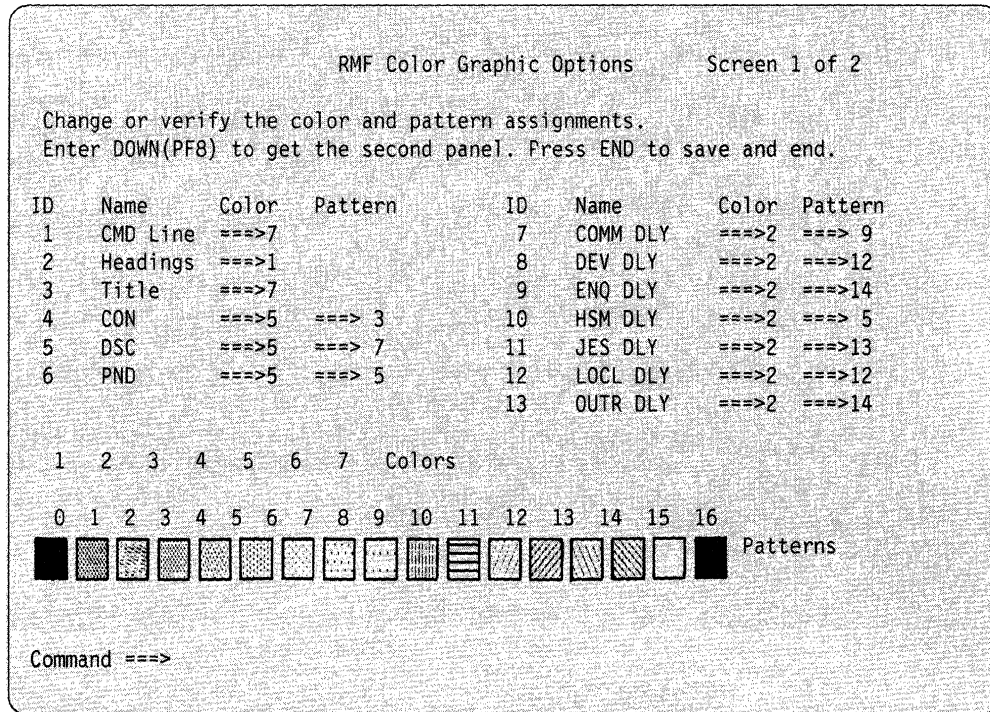 RMF Color Graphic Options Screen 1 of 2
Change or verify the color and pattern assignments.
Enter DOWN(PF8) to get the second panel. Press END to save and end.
ID Name Color Pattern ID Name Color Pattern
1 CMD Line ===>7 7 COMM DLY ===>2 ===> 9
2 Headings ===>1 8 DEV DLY ===>2 ===>12
3 Title ===>7 9 ENQ DLY ===>2 ===>14
4 CON ===>5 ===> 3 10 HSM DLY ===>2 ===> 5
5 DSC ===>5 ===> 7 11 JES DLY ===>2 ===>13
6 PND ===>5 ===> 5 12 LOCL DLY ===>2 ===>12
13 OUTR DLY ===>2 ===>14
1 2 3 4 5 6 7 Colors
0 1 2 3 4 5 6 7 8 9 10 11 12 13 14 15 16
Patterns
Command ===>